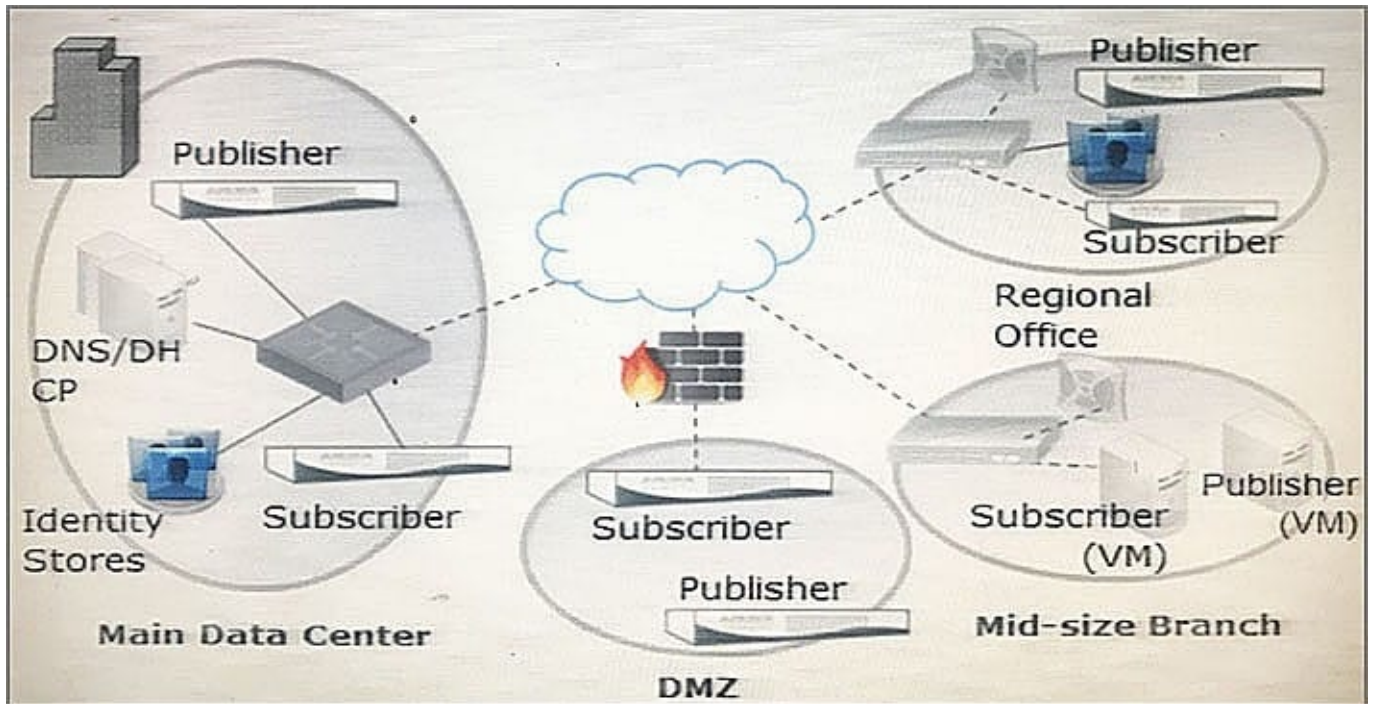 Publisher
DNS/DH
CP
Identity
Stores
Subscriber
Main Data Center
Subscriber
Publisher
DMZ
Publisher
Subscriber
Regional
Office
Subscriber
(VM)
Publisher
(VM)
Mid-size Branch